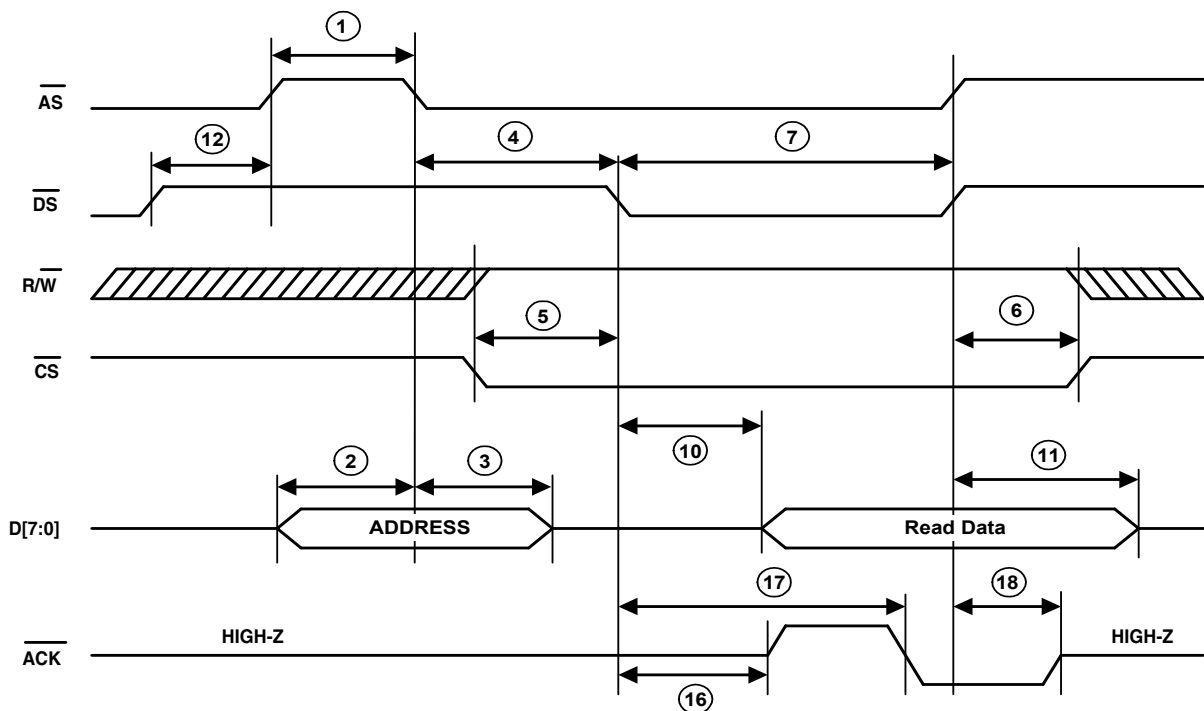 1
AS
12
4
7
DS
R/W
5
6
CS
10
2
3
11
D[7:0]
ADDRESS
Read Data
17
18
HIGH-Z
HIGH-Z
ACK
16